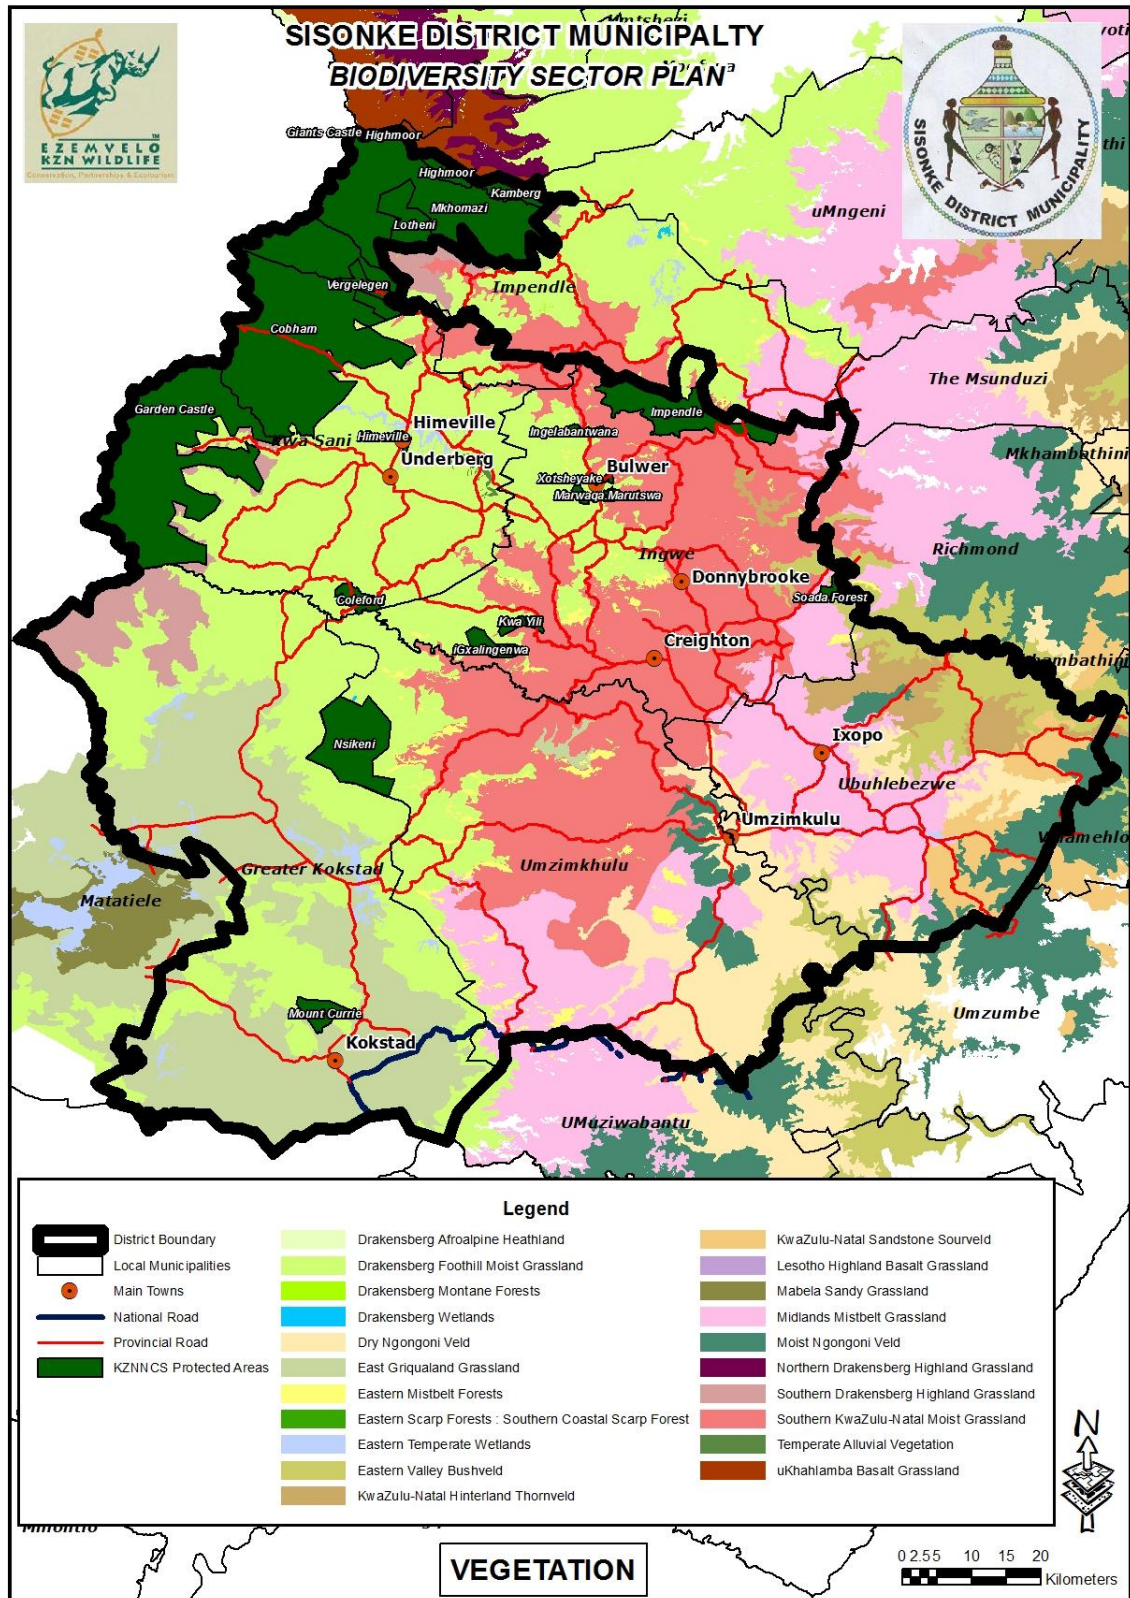 SISONKE DISTRICT MUNICIPALTY
BIODIVERSITY SECTOR PLAN
EZEMVELO
KZN WILDLIFE
TM
Conservation, Partnerships & Ecotourism
SISONKE DISTRICT MUNICIPALITY
Giants Castle
Highmoor
Highmoor
Kamberg
Mkhomazi
Lotheni
uMngeni
Vergelegen
Impendle
Cobham
The Msunduzi
Garden Castle
Impendle
Himeville
Ingelabantwana
Kwa Sani
Himeville
Underberg
Mkhambathini
Bulwer
Xotsheyake
Marwaqa
Marutswa
Richmond
Ingwe
Donnybrooke
Soada Forest
Coleford
Kwa Yili
Creighton
iGxalingenwa
Nsikeni
Ixopo
Ubuhlebezwe
Umzimkulu
Greater Kokstad
Umzimkhulu
Matatiele
Mount Currie
Umzumbe
Kokstad
UMuziwabantu
Legend
District Boundary
Local Municipalities
Main Towns
National Road
Provincial Road
KZNNCS Protected Areas
Drakensberg Afroalpine Heathland
Drakensberg Foothill Moist Grassland
Drakensberg Montane Forests
Drakensberg Wetlands
Dry Ngongoni Veld
East Griqualand Grassland
Eastern Mistbelt Forests
Eastern Scarp Forests : Southern Coastal Scarp Forest
Eastern Temperate Wetlands
Eastern Valley Bushveld
KwaZulu-Natal Hinterland Thornveld
KwaZulu-Natal Sandstone Sourveld
Lesotho Highland Basalt Grassland
Mabela Sandy Grassland
Midlands Mistbelt Grassland
Moist Ngongoni Veld
Northern Drakensberg Highland Grassland
Southern Drakensberg Highland Grassland
Southern KwaZulu-Natal Moist Grassland
Temperate Alluvial Vegetation
uKhahlamba Basalt Grassland
N
VEGETATION
0 2.5 5 10 15 20
Kilometers